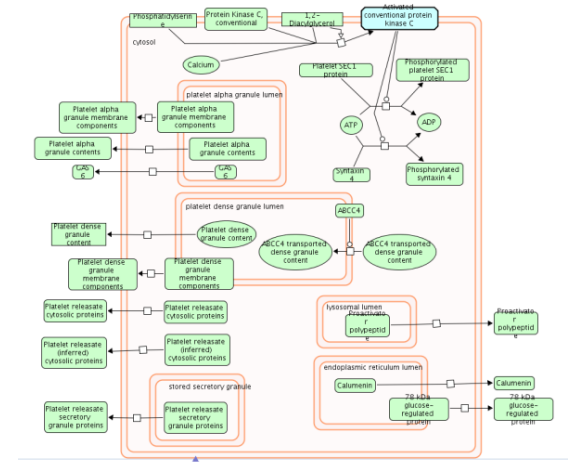 Phosphatidylserin
e
Protein Kinase C,
conventional
1,2-
Diacylglycerol
Activated
conventional protein
kinase C
cytosol
Calcium
Platelet SEC1
protein
Phosphorylated
platelet SEC1
protein
platelet alpha granule lumen
Platelet alpha
granule membrane
components
Platelet alpha
granule membrane
components
ATP
ADP
Platelet alpha
granule contents
Platelet alpha
granule contents
GAS
6
GAS
6
Syntaxin
4
Phosphorylated
syntaxin 4
platelet dense granule lumen
ABCC4
Platelet dense
granule
content
Platelet dense
granule content
ABCC4 transported
dense granule
content
ABCC4 transported
dense granule
content
Platelet dense
granule
membrane
components
Platelet dense
granule
membrane
components
Platelet releasate
cytosolic proteins
Platelet releasate
cytosolic proteins
lysosomal lumen
Proactivato
r
polypeptid
e
Proactivato
r
polypeptid
e
Platelet releasate
(inferred)
cytosolic proteins
Platelet releasate
(inferred)
cytosolic proteins
endoplasmic reticulum lumen
Calumenin
Calumenin
stored secretory granule
78 kDa
glucose-
regulated
protein
78 kDa
glucose-
regulated
protein
Platelet releasate
secretory
granule proteins
Platelet releasate
secretory
granule proteins